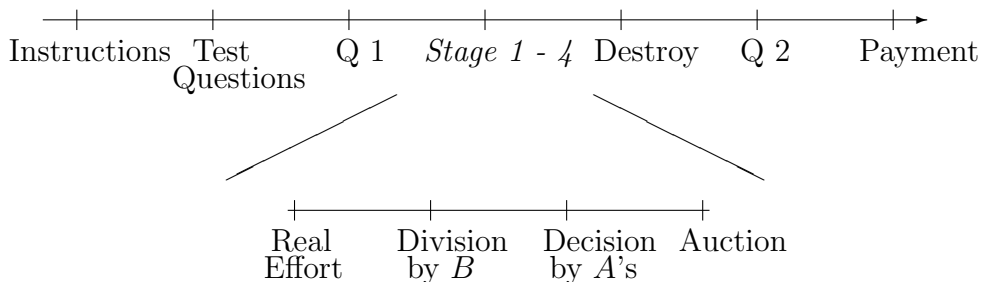 Instructions Test Questions Q 1 Stage 1 - 4 Destroy Q 2 Payment
Real Effort Division by B Decision by A's Auction